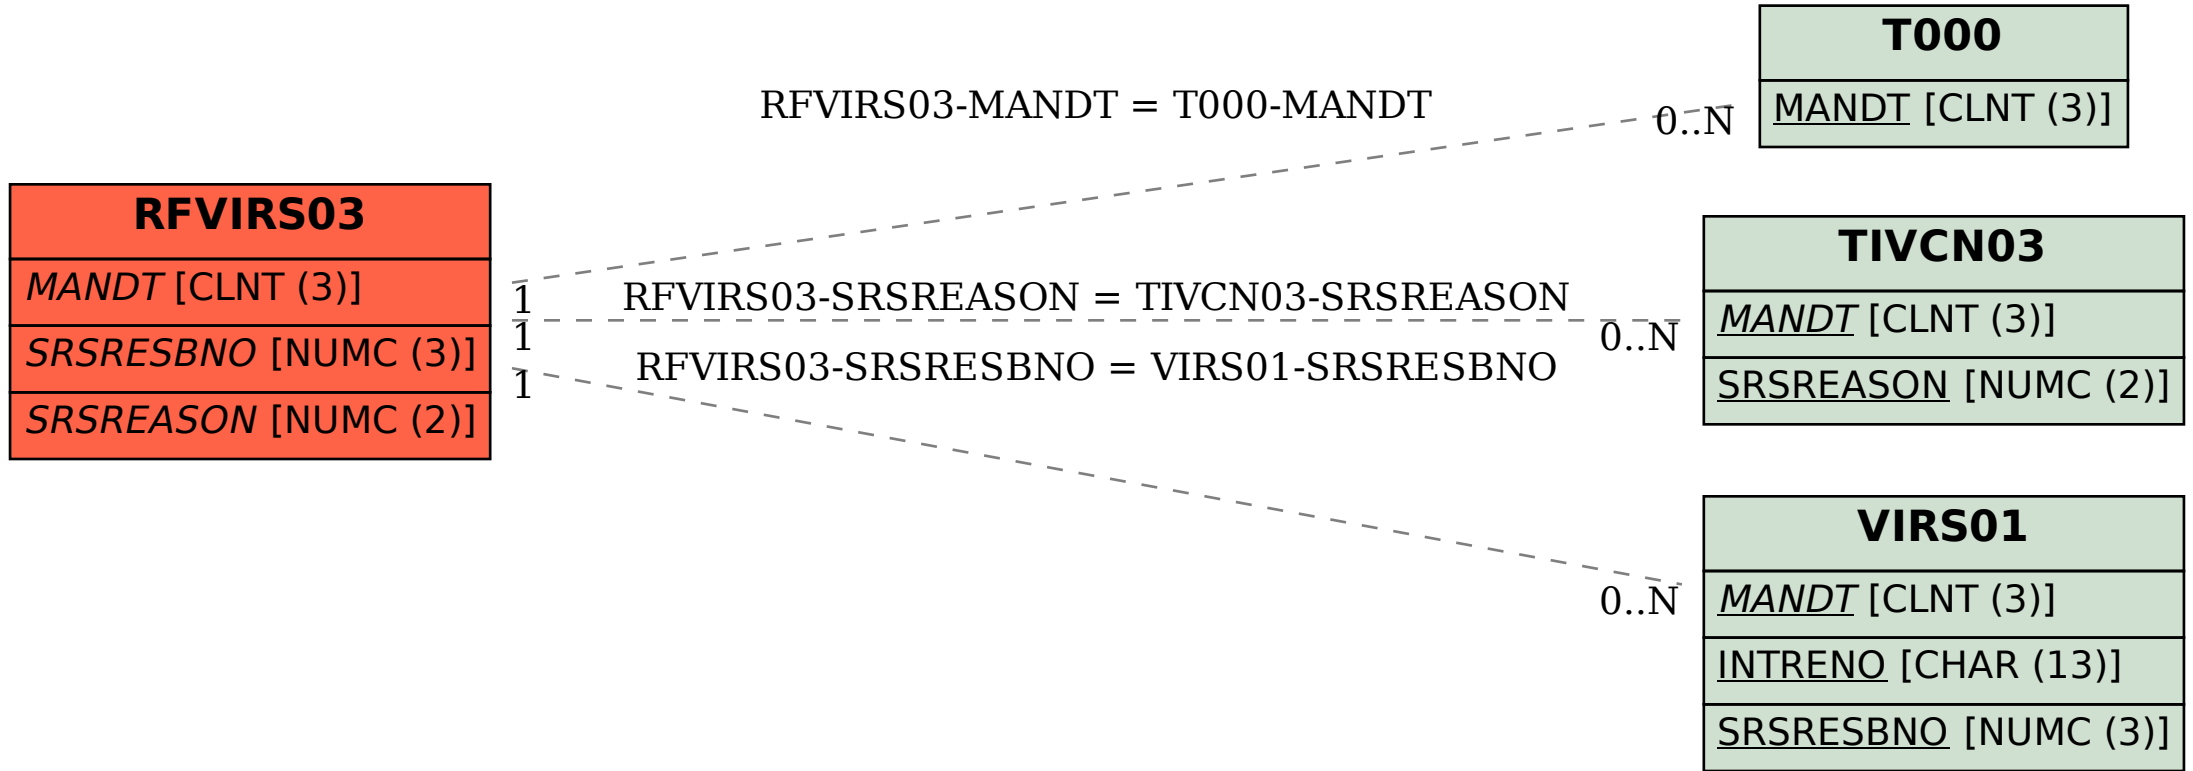 T000
MANDT [CLNT (3)]
RFVIRS03-MANDT = T000-MANDT
0..N
RFVIRS03
MANDT [CLNT (3)]
SRSRESBNO [NUMC (3)]
SRSREASON [NUMC (2)]
1
RFVIRS03-SRSREASON = TIVCN03-SRSREASON
1
0..N
RFVIRS03-SRSRESBNO = VIRS01-SRSRESBNO
1
TIVCN03
MANDT [CLNT (3)]
SRSREASON [NUMC (2)]
0..N
VIRS01
MANDT [CLNT (3)]
INTRENO [CHAR (13)]
SRSRESBNO [NUMC (3)]